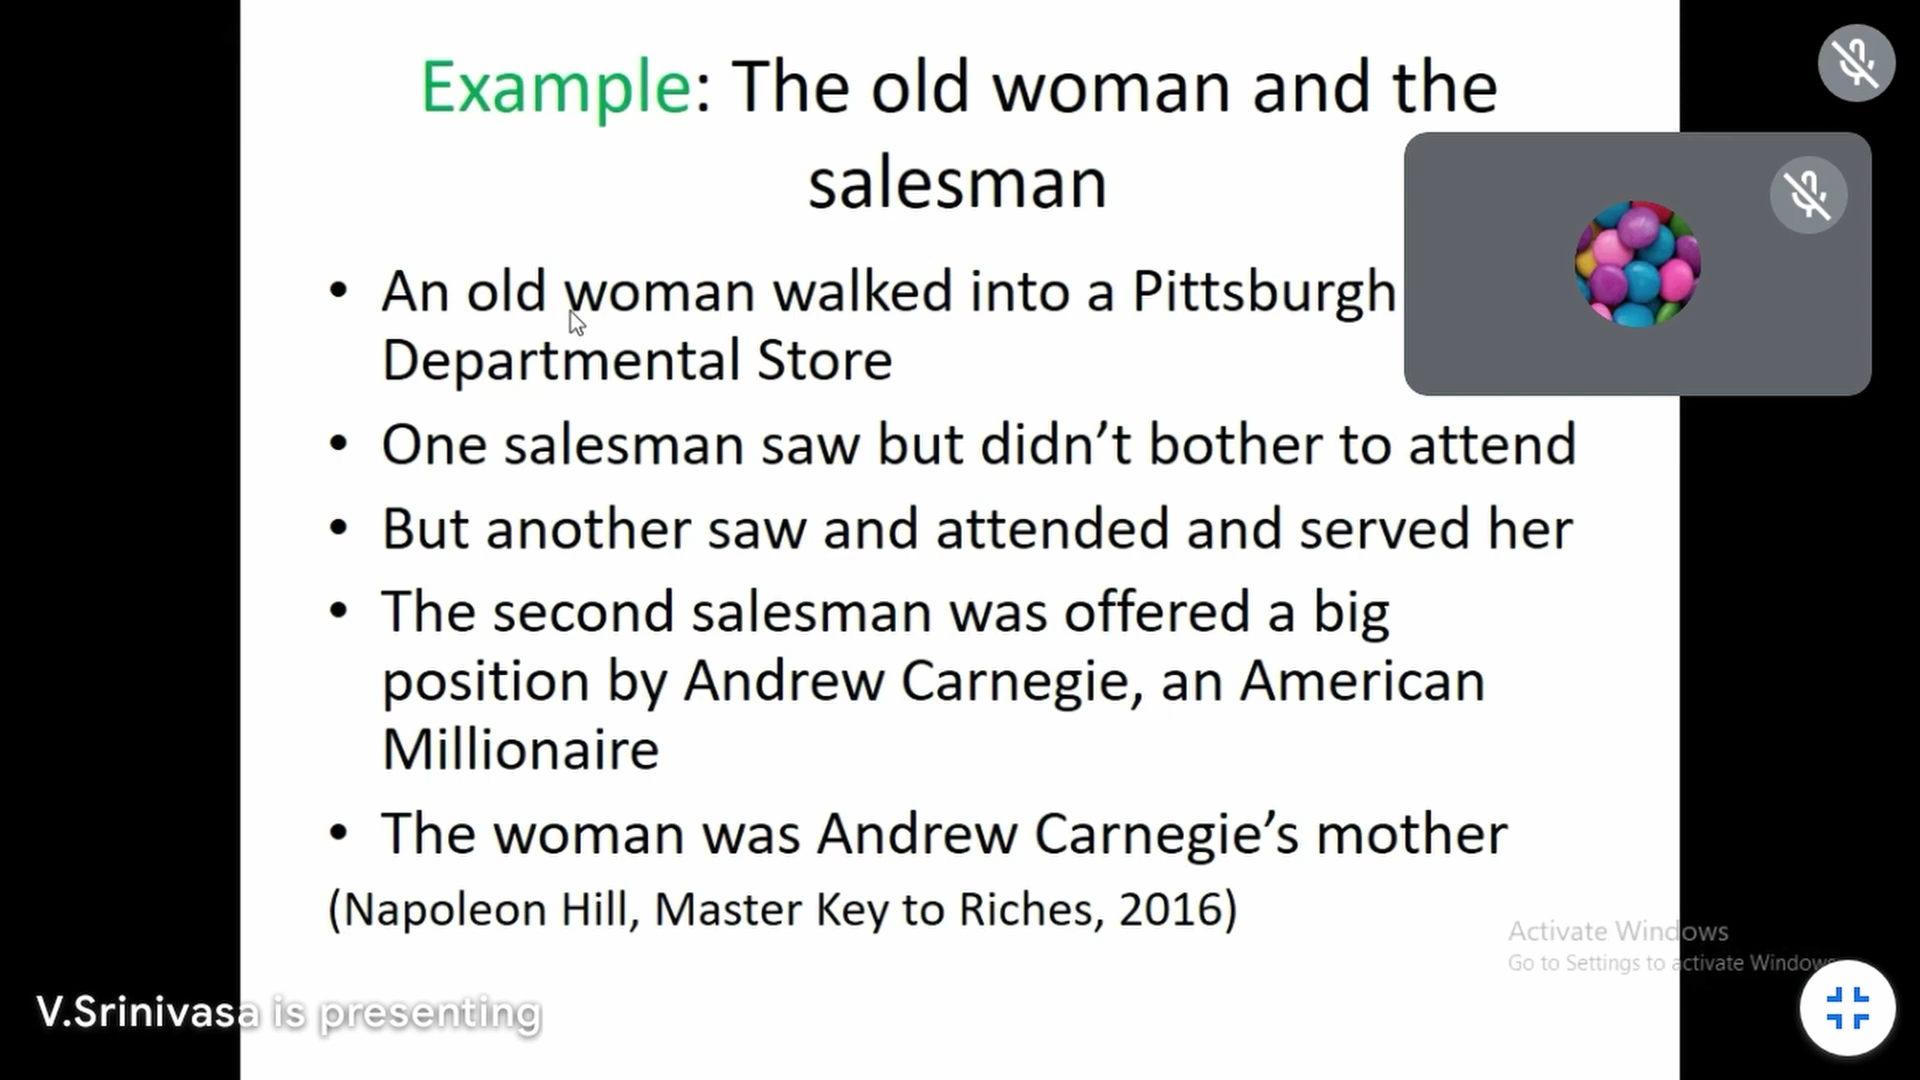 Example: The old woman and the
salesman
• An old woman walked into a Pittsburgh
Departmental Store
• One salesman saw but didn’t bother to attend
• But another saw and attended and served her
• The second salesman was offered a big
position by Andrew Carnegie, an American
Millionaire
• The woman was Andrew Carnegie’s mother
(Napoleon Hill, Master Key to Riches, 2016)
Activate Windows
Go to Settings to activate Windows
V.Srinivasa is presenting